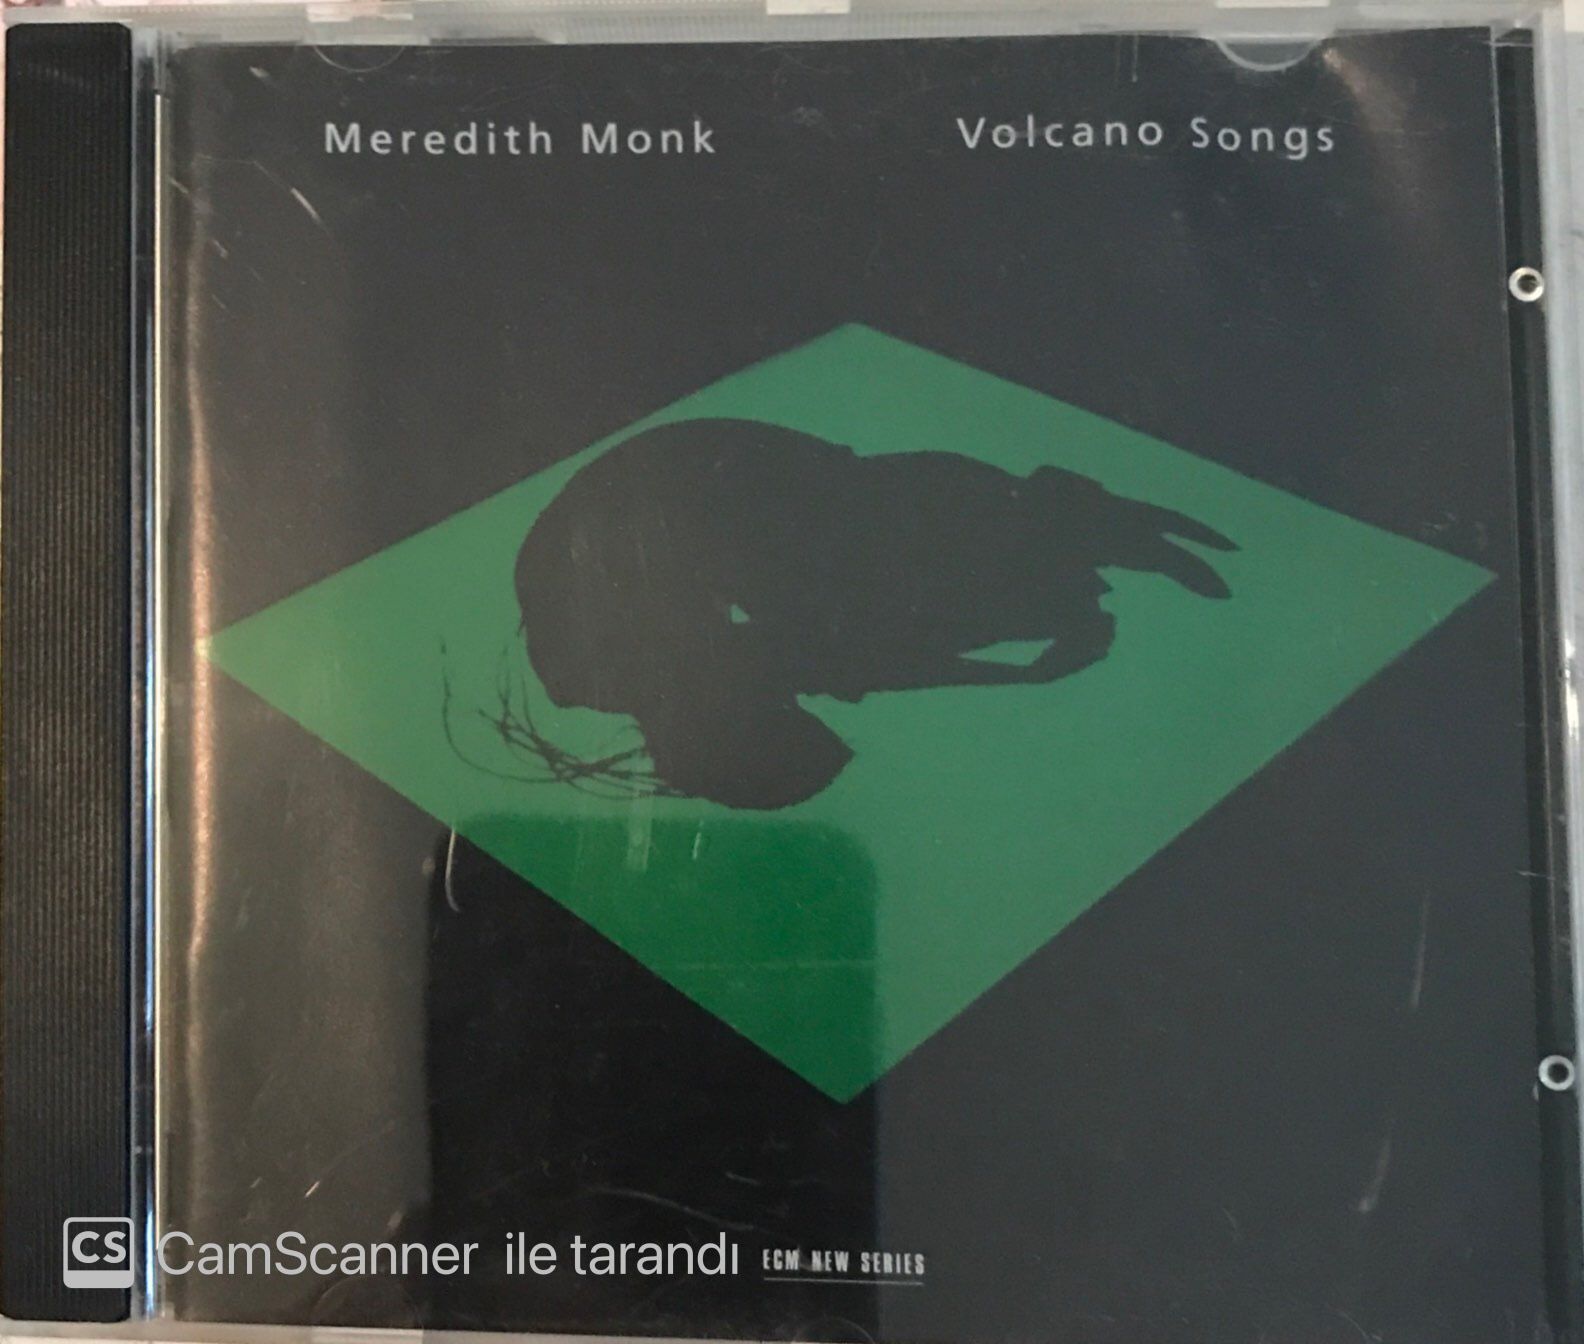 Meredith Monk
Volcano Songs
CS CamScanner ile tarandı
ECM NEW SERIES